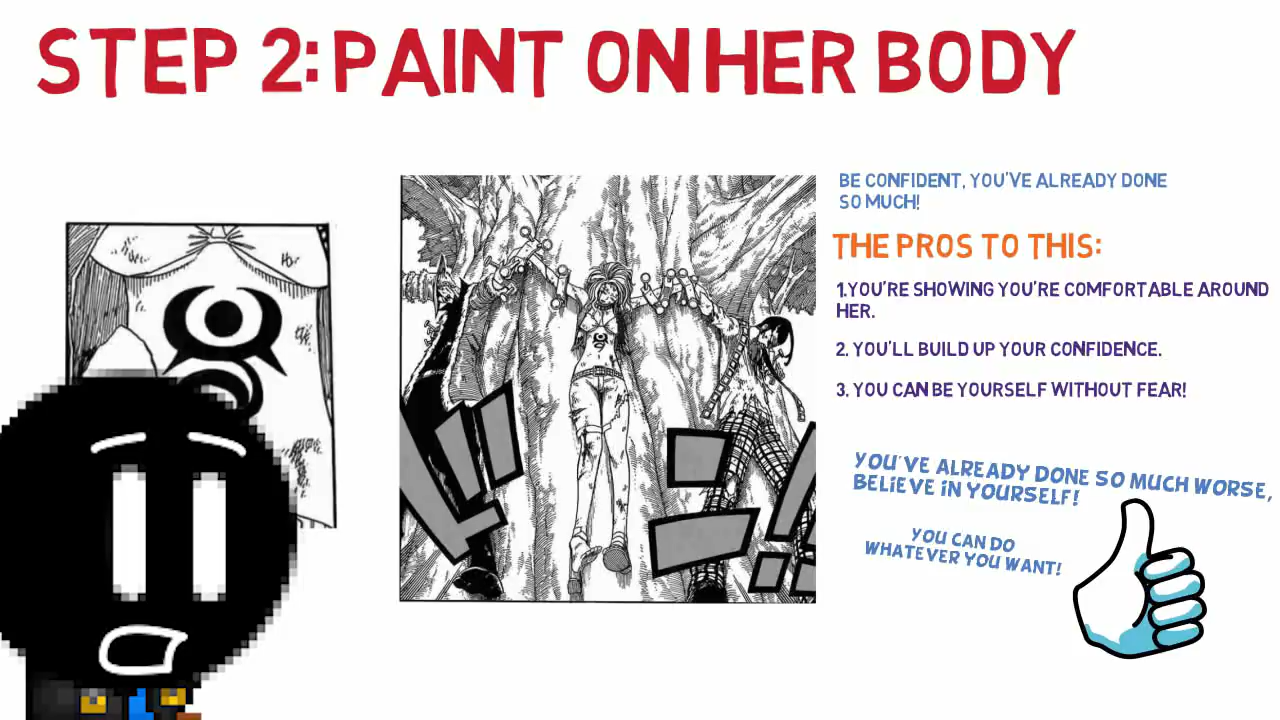 STEP 2: PAINT ON HER BODY
BE CONFIDENT, YOU'VE ALREADY DONE
SO MUCH!
THE PROS TO THIS:
1.YOU'RE SHOWING YOU'RE COMFORTABLE AROUND
HER.
2. YOU'LL BUILD UP YOUR CONFIDENCE.
3. YOU CAN BE YOURSELF WITHOUT FEAR!
YOU'VE ALREADY DONE SO MUCH WORSE,
BELIEVE IN YOURSELF!
YOU CAN DO
WHATEVER YOU WANT!